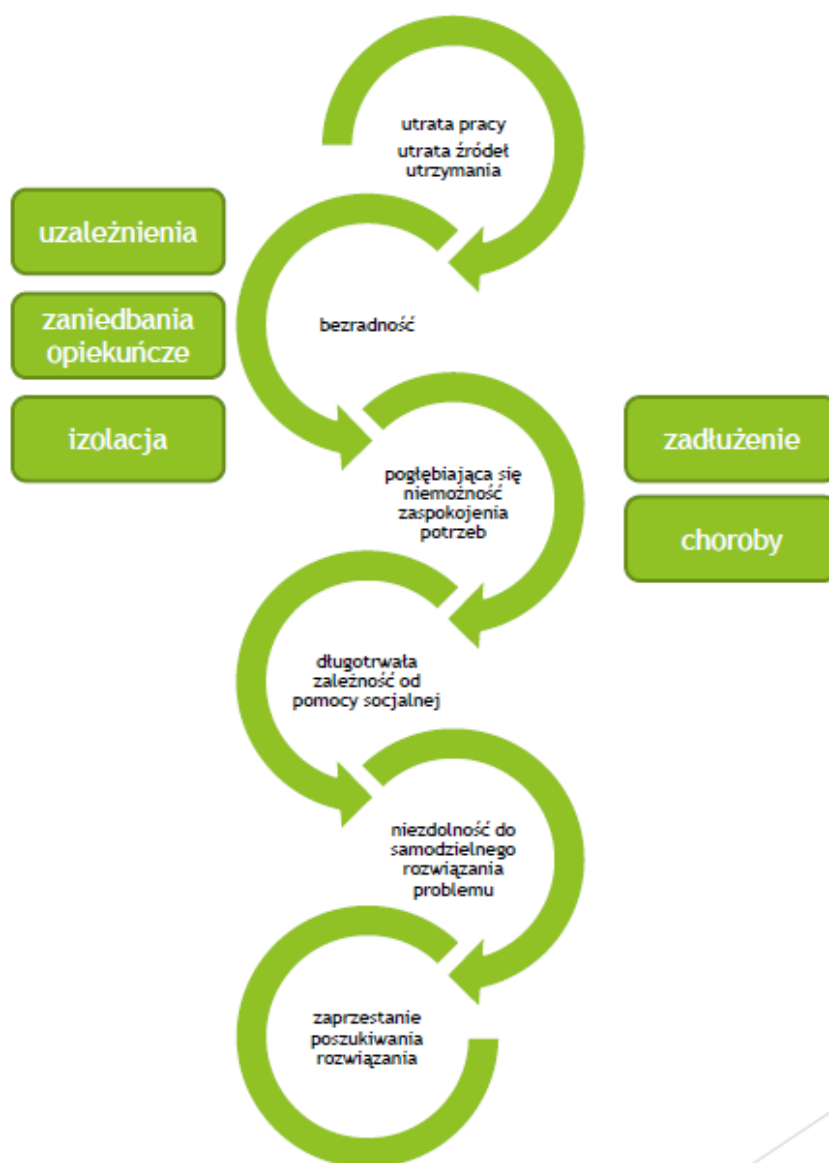 utrata pracy
utrata źródeł
utrzymania
uzależnienia
zaniedbania
opiekuńcze
izolacja
bezradność
pogłębiająca się
niemożność
zaspokojenia
potrzeb
zadłużenie
choroby
długotrwała
zależność od
pomocy socjalnej
niezdolność do
samodzielnego
rozwiązania
problemu
zaprzestanie
poszukiwania
rozwiązania